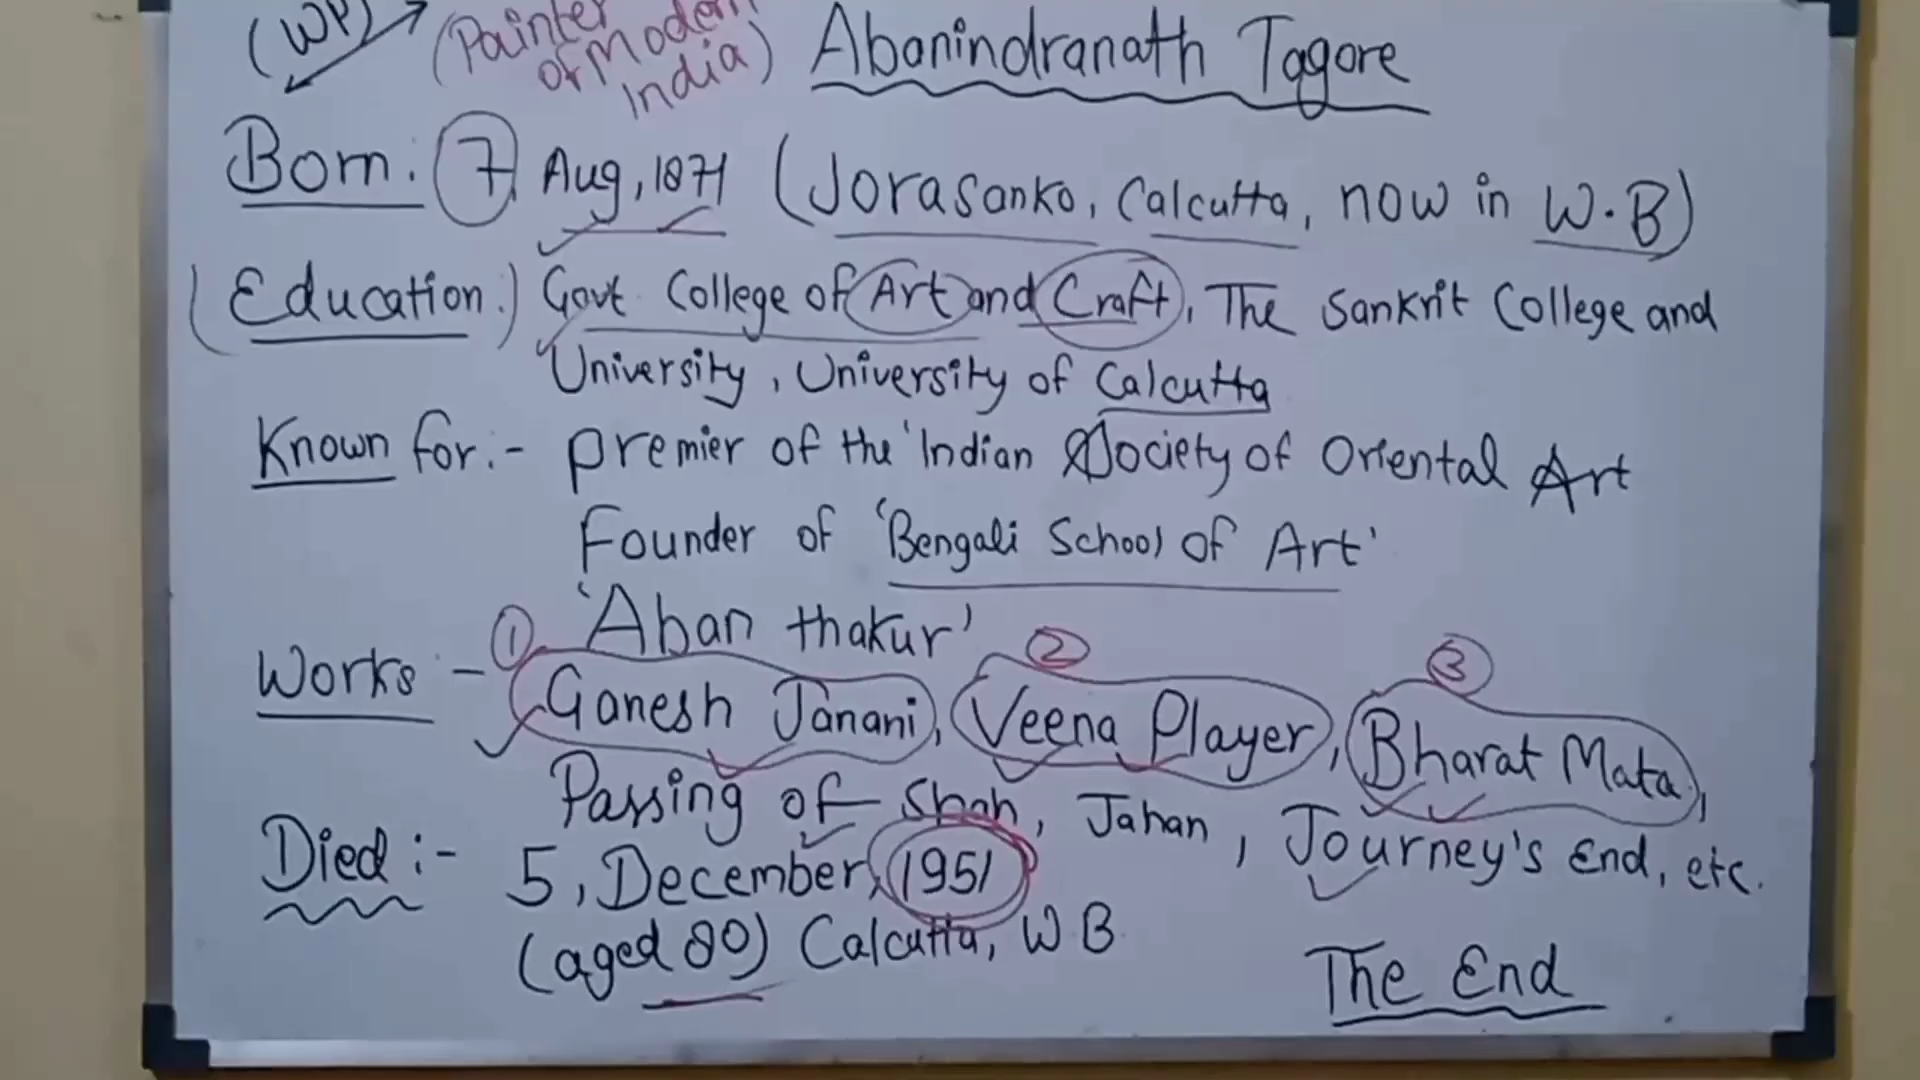 (WP) (Painter of Modern India) Abanindranath Tagore
Born: 7 Aug, 1871 (Jorasanko, Calcutta, now in W.B)
(Education:) Govt. College of Art and Craft, The Sankrit College and
University, University of Calcutta
Known for:- Premier of the 'Indian Society of Oriental Art
Founder of 'Bengali School of Art'
'Aban thakur'
Works - ① Ganesh Janani, ② Veena Player, ③ Bharat Mata,
Passing of Shah, Jahan, Journey's End, etc.
Died:- 5, December, 1951
(aged 80) Calcutta, WB
The End